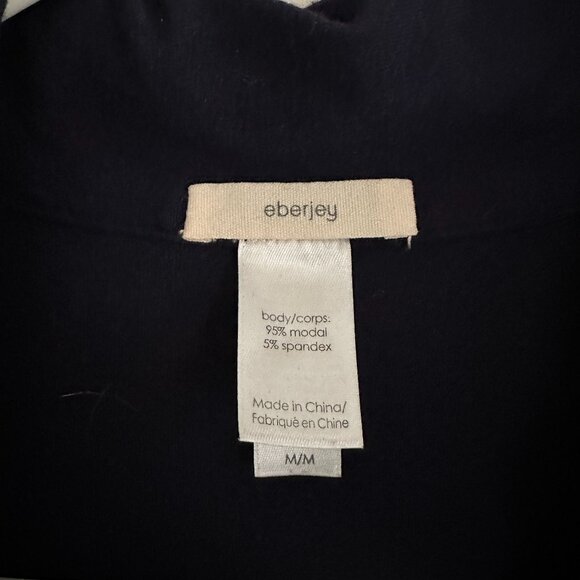 eberjey
body/corps:
95% modal
5% spandex
Made in China/
Fabriqué en Chine
M/M